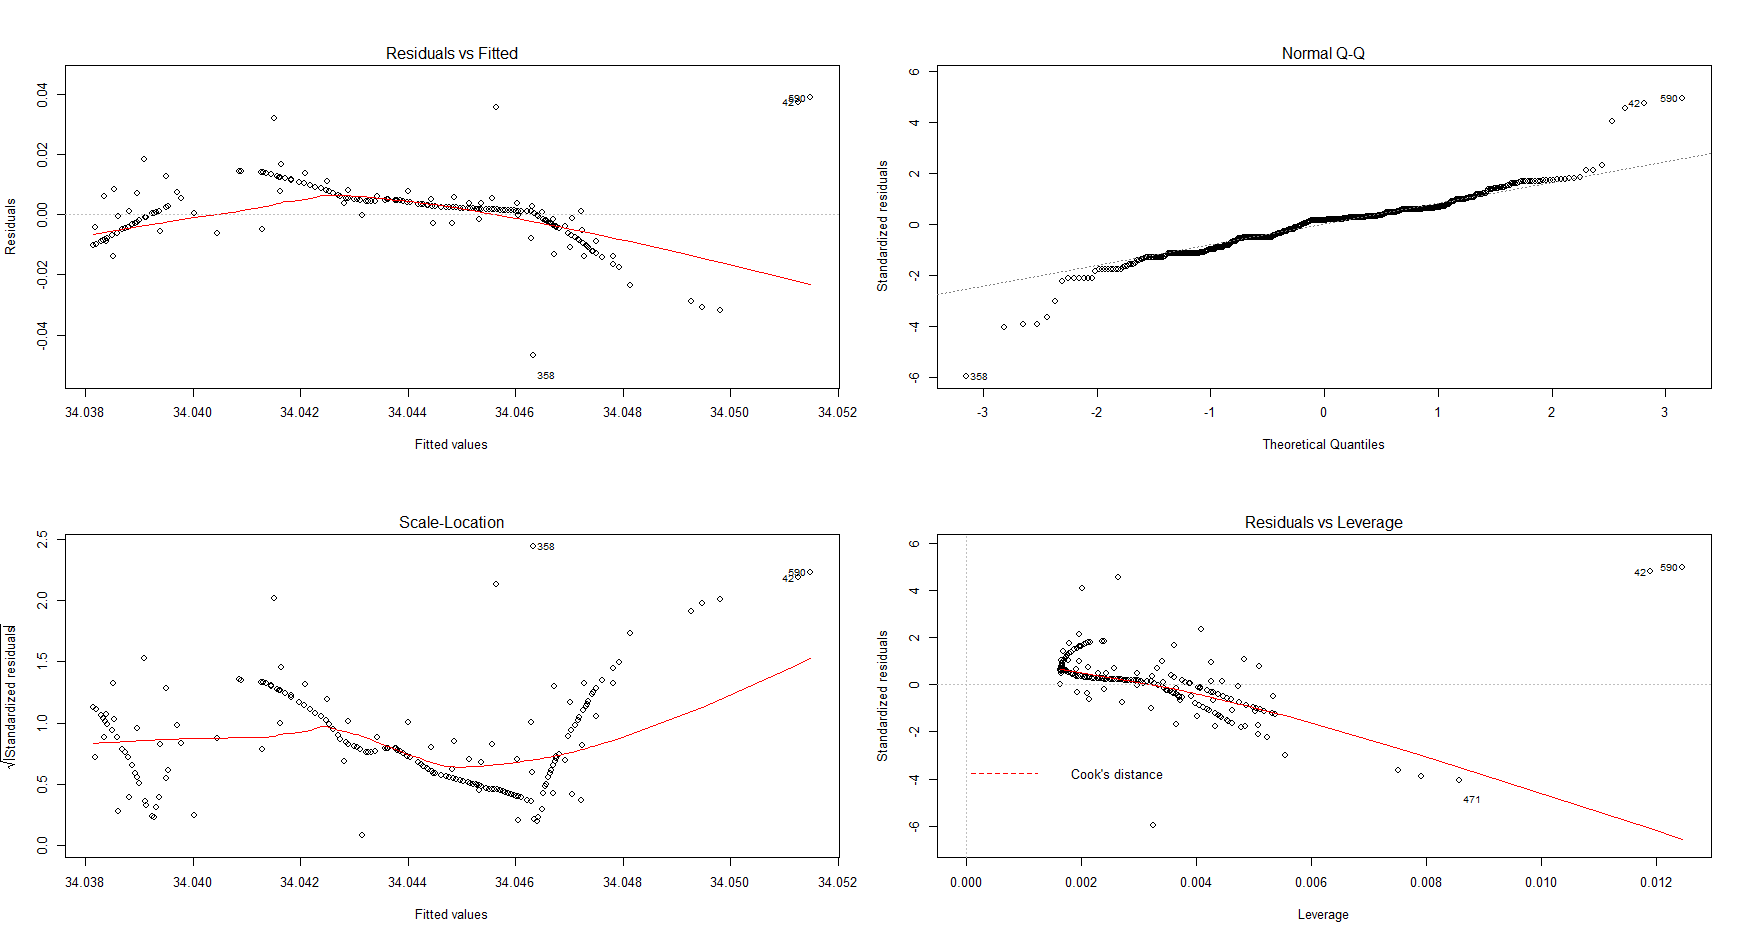 Residuals vs Fitted
Residuals
0.04
0.02
0.00
-0.02
-0.04
590
42
358
34.038 34.040 34.042 34.044 34.046 34.048 34.050 34.052
Fitted values
Normal Q-Q
Standardized residuals
6
4
2
0
-2
-4
-6
42 590
358
-3 -2 -1 0 1 2 3
Theoretical Quantiles
Scale-Location
√|Standardized residuals|
2.5
2.0
1.5
1.0
0.5
0.0
358
590
42
34.038 34.040 34.042 34.044 34.046 34.048 34.050 34.052
Fitted values
Residuals vs Leverage
Standardized residuals
6
4
2
0
-2
-4
-6
42 590
Cook's distance
471
0.000 0.002 0.004 0.006 0.008 0.010 0.012
Leverage